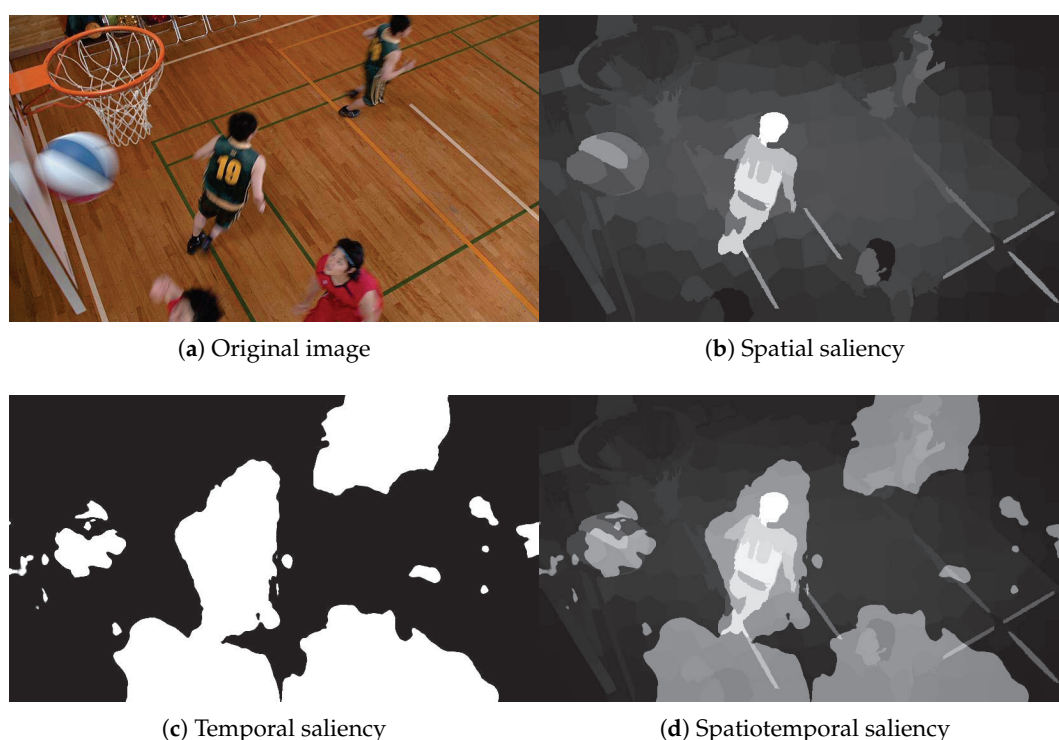 19
(a) Original image
(b) Spatial saliency
(c) Temporal saliency
(d) Spatiotemporal saliency